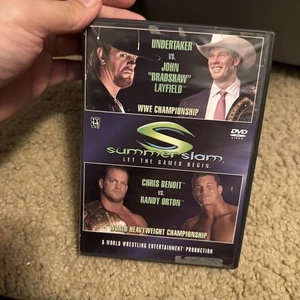 UNDERTAKER
VS.
JOHN
"BRADSHAW"
LAYFIELD
WWE CHAMPIONSHIP
S
DVD
VIDEO
summerslam
LET THE GAMES BEGIN
CHRIS BENOIT
VS.
RANDY ORTON
WORLD HEAVYWEIGHT CHAMPIONSHIP
A WORLD WRESTLING ENTERTAINMENT PRODUCTION